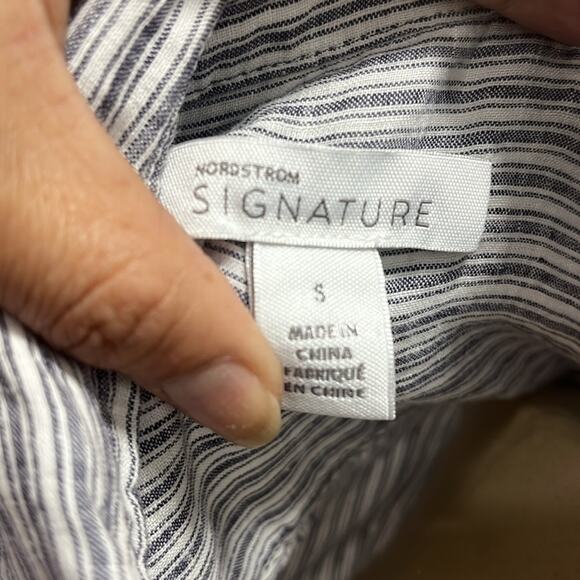 NORDSTROM
SIGNATURE
S
MADE IN
CHINA
FABRIQUÉ
EN CHINE